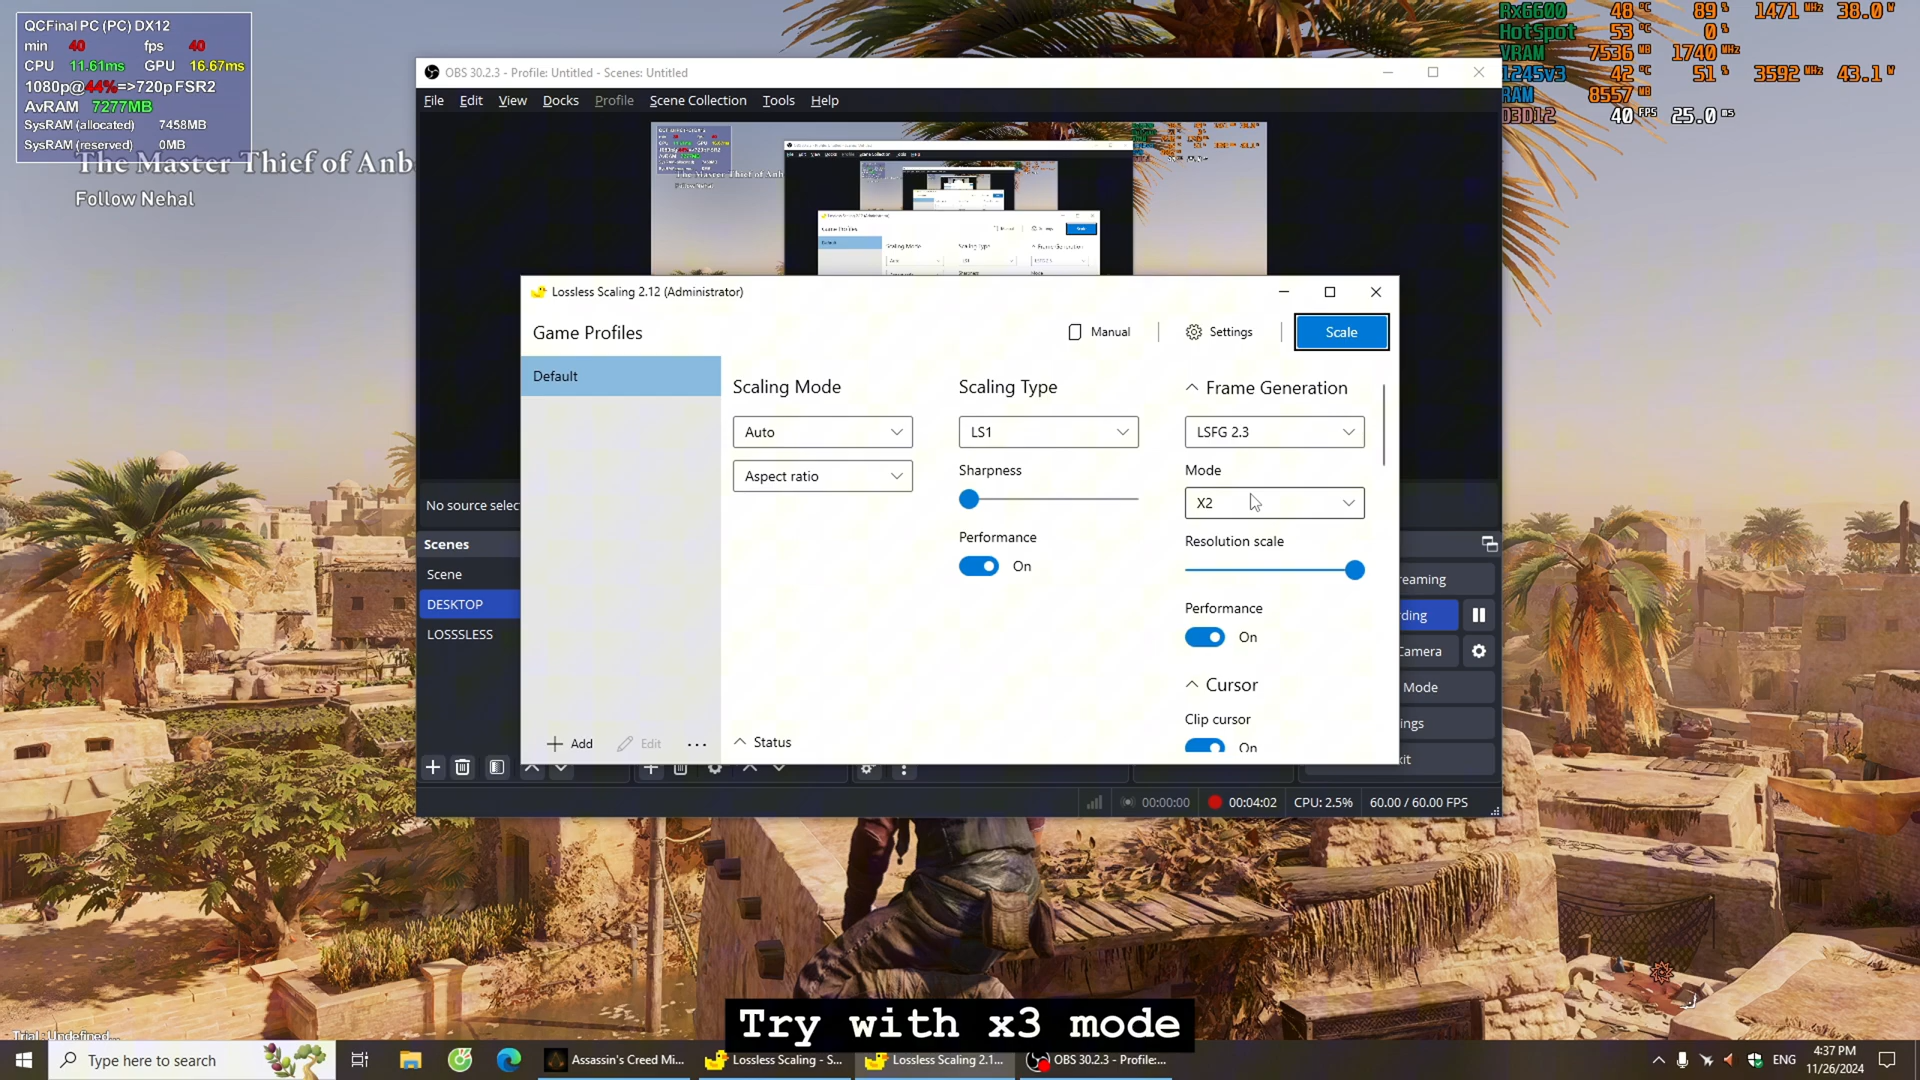 QCFinal PC (PC) DX12
min 40 fps 40
CPU 11.61ms GPU 16.67ms
1080p@44%=>720p FSR2
AvRAM 7277MB
SysRAM (allocated) 7458MB
SysRAM (reserved) 0MB
The Master Thief of Anb
Follow Nehal
Rx6600 48 °C 89 % 1471 MHz 38.0 W
HotSpot 53 °C 0 %
VRAM 7536 MB 1740 MHz
1245v3 42 °C 51 % 3592 MHz 43.1 W
RAM 8557 MB
D3D12 40 FPS 25.0 ms
OBS 30.2.3 - Profile: Untitled - Scenes: Untitled
File Edit View Docks Profile Scene Collection Tools Help
Lossless Scaling 2.12 (Administrator)
Game Profiles
Manual
Settings
Scale
Default
Scaling Mode
Auto
Aspect ratio
Scaling Type
LS1
Sharpness
Performance
On
Frame Generation
LSFG 2.3
Mode
X2
Resolution scale
Performance
On
Cursor
Clip cursor
On
Add
Edit
Status
No source selec
Scenes
Scene
DESKTOP
LOSSSLESS
reaming
ding
Camera
Mode
ings
xit
00:00:00 00:04:02 CPU: 2.5% 60.00 / 60.00 FPS
Try with x3 mode
Trial: Undefined...
Type here to search
Assassin's Creed Mi...
Lossless Scaling - S...
Lossless Scaling 2.1...
OBS 30.2.3 - Profile:...
ENG
4:37 PM
11/26/2024